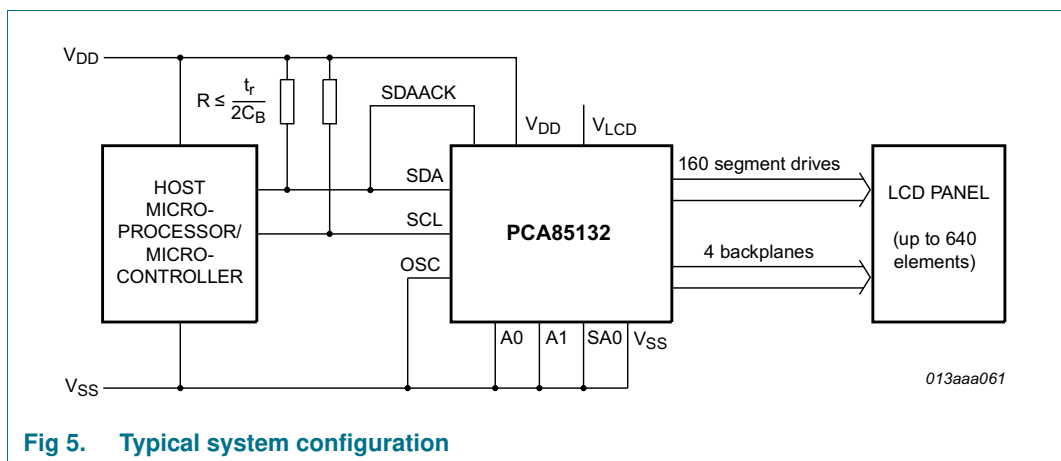 VDD
R ≤ tr
2CB
SDAACK
VDD
VLCD
HOST
MICRO-
PROCESSOR/
MICRO-
CONTROLLER
SDA
SCL
OSC
PCA85132
160 segment drives
4 backplanes
LCD PANEL
(up to 640
elements)
A0 A1 SA0 VSS
VSS
013aaa061
Fig 5. Typical system configuration